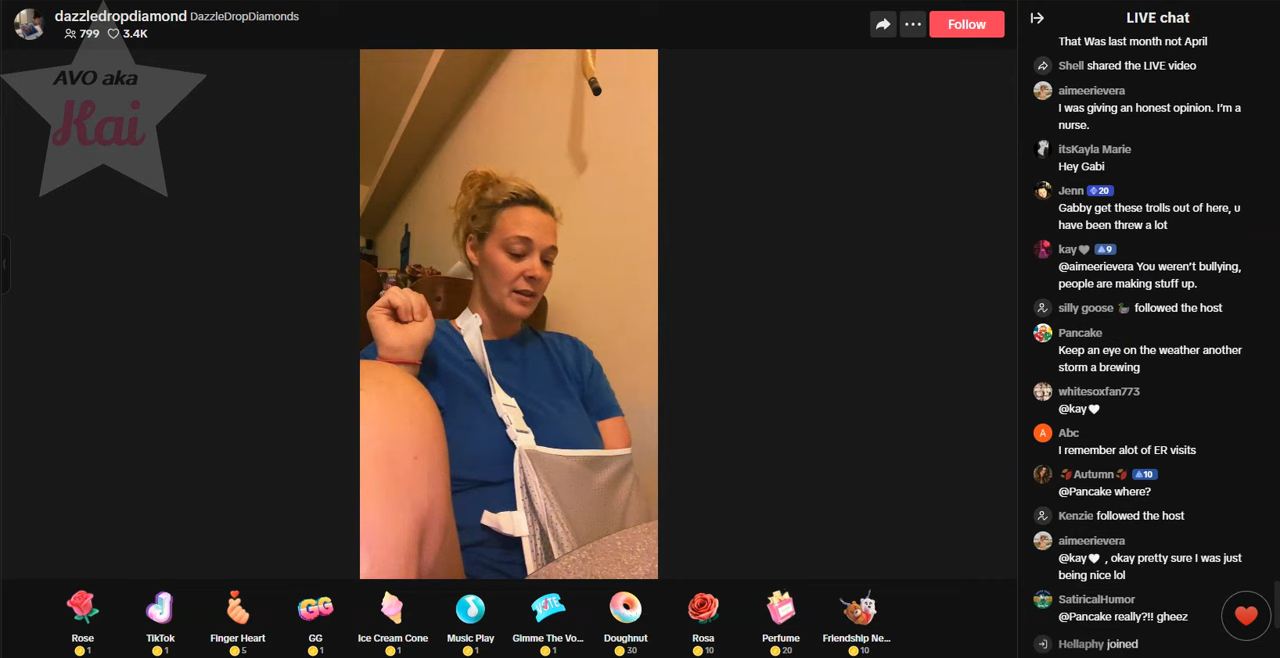 dazzledropdiamond DazzleDropDiamonds
799 3.4K
Follow
AVO aka
Kai
LIVE chat
That Was last month not April
Shell shared the LIVE video
aimeerievera
I was giving an honest opinion. I'm a
nurse.
itsKayla Marie
Hey Gabi
Jenn 20
Gabby get these trolls out of here, u
have been threw a lot
kay🤍 9
@aimeerievera You weren't bullying,
people are making stuff up.
silly goose 🪿 followed the host
Pancake
Keep an eye on the weather another
storm a brewing
whitesoxfan773
@kay🤍
A Abc
I remember alot of ER visits
🍂Autumn🍂 10
@Pancake where?
Kenzie followed the host
aimeerievera
@kay🤍 , okay pretty sure I was just
being nice lol
SatiricalHumor
@Pancake really?!! gheez
Hellaphy joined
GG
VOTE
Rose TikTok Finger Heart GG Ice Cream Cone Music Play Gimme The Vo... Doughnut Rosa Perfume Friendship Ne...
1 1 5 1 1 1 1 30 10 20 10